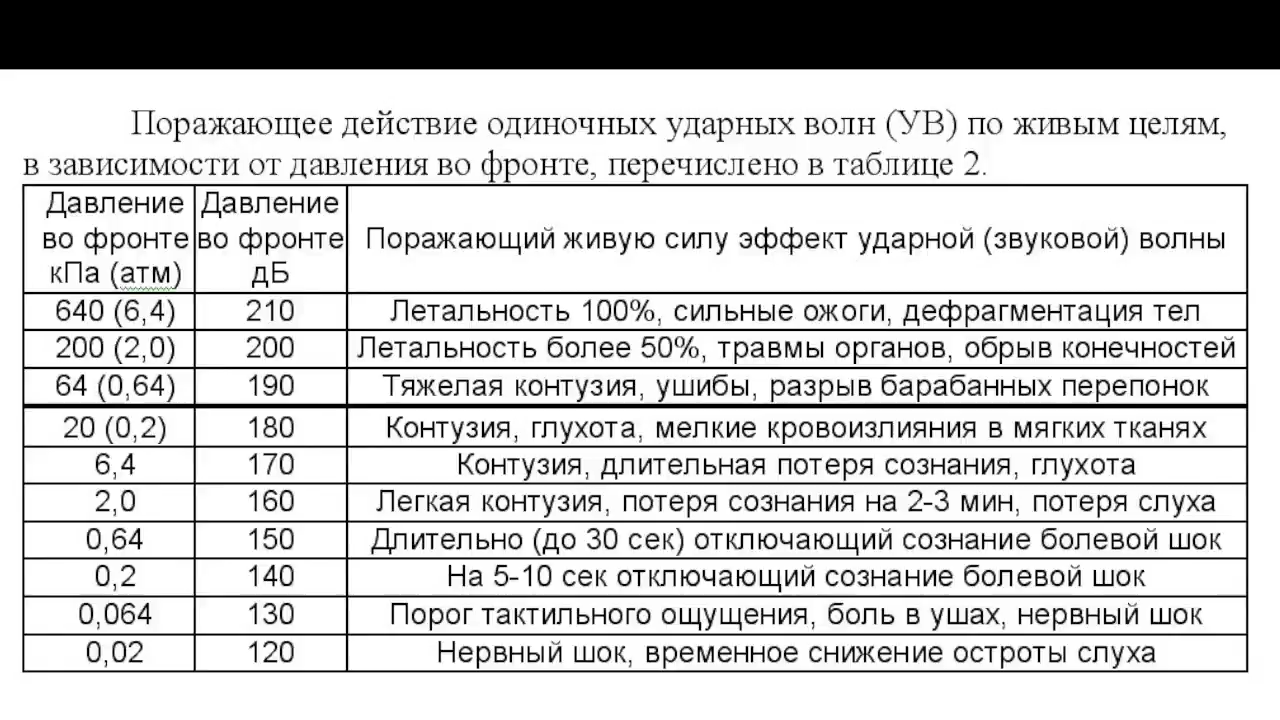 Поражающее действие одиночных ударных волн (УВ) по живым целям,
в зависимости от давления во фронте, перечислено в таблице 2.
Давление во фронте кПа (атм) Давление во фронте дБ Поражающий живую силу эффект ударной (звуковой) волны
640 (6,4) 210 Летальность 100%, сильные ожоги, дефрагментация тел
200 (2,0) 200 Летальность более 50%, травмы органов, обрыв конечностей
64 (0,64) 190 Тяжелая контузия, ушибы, разрыв барабанных перепонок
20 (0,2) 180 Контузия, глухота, мелкие кровоизлияния в мягких тканях
6,4 170 Контузия, длительная потеря сознания, глухота
2,0 160 Легкая контузия, потеря сознания на 2-3 мин, потеря слуха
0,64 150 Длительно (до 30 сек) отключающий сознание болевой шок
0,2 140 На 5-10 сек отключающий сознание болевой шок
0,064 130 Порог тактильного ощущения, боль в ушах, нервный шок
0,02 120 Нервный шок, временное снижение остроты слуха